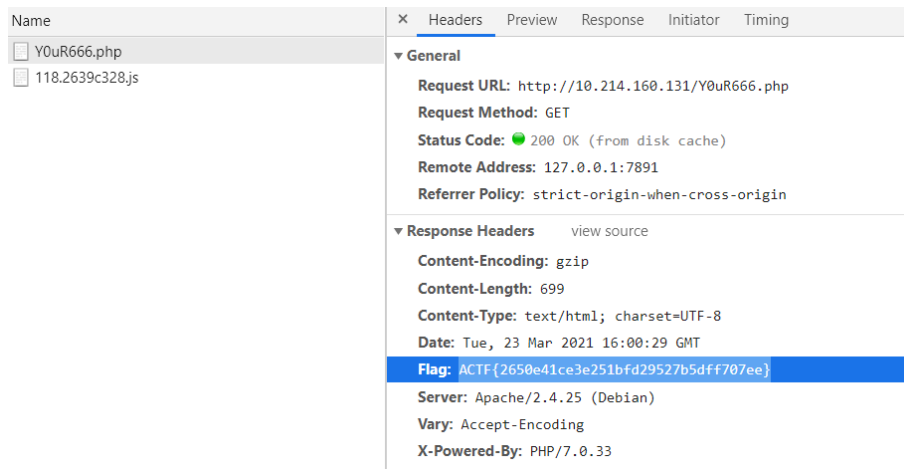 Name
Y0uR666.php
118.2639c328.js
× Headers Preview Response Initiator Timing
▼ General
Request URL: http://10.214.160.131/Y0uR666.php
Request Method: GET
Status Code: 200 OK (from disk cache)
Remote Address: 127.0.0.1:7891
Referrer Policy: strict-origin-when-cross-origin
▼ Response Headers view source
Content-Encoding: gzip
Content-Length: 699
Content-Type: text/html; charset=UTF-8
Date: Tue, 23 Mar 2021 16:00:29 GMT
Flag: ACTF{2650e41ce3e251bfd29527b5dff707ee}
Server: Apache/2.4.25 (Debian)
Vary: Accept-Encoding
X-Powered-By: PHP/7.0.33